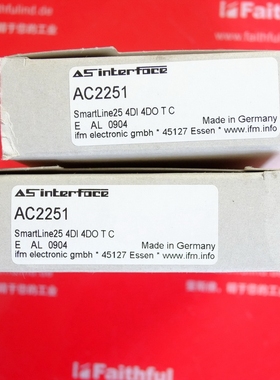 Faithful
AS interface
AC2251
SmartLine25 4DI 4DO T C
E AL 0904 Made in Germany
ifm electronic gmbh * 45127 Essen * www.ifm.info
AS interface
AC2251
SmartLine25 4DI 4DO T C
E AL 0904 Made in Germany
ifm electronic gmbh * 45127 Essen * www.ifm.info
Faithful